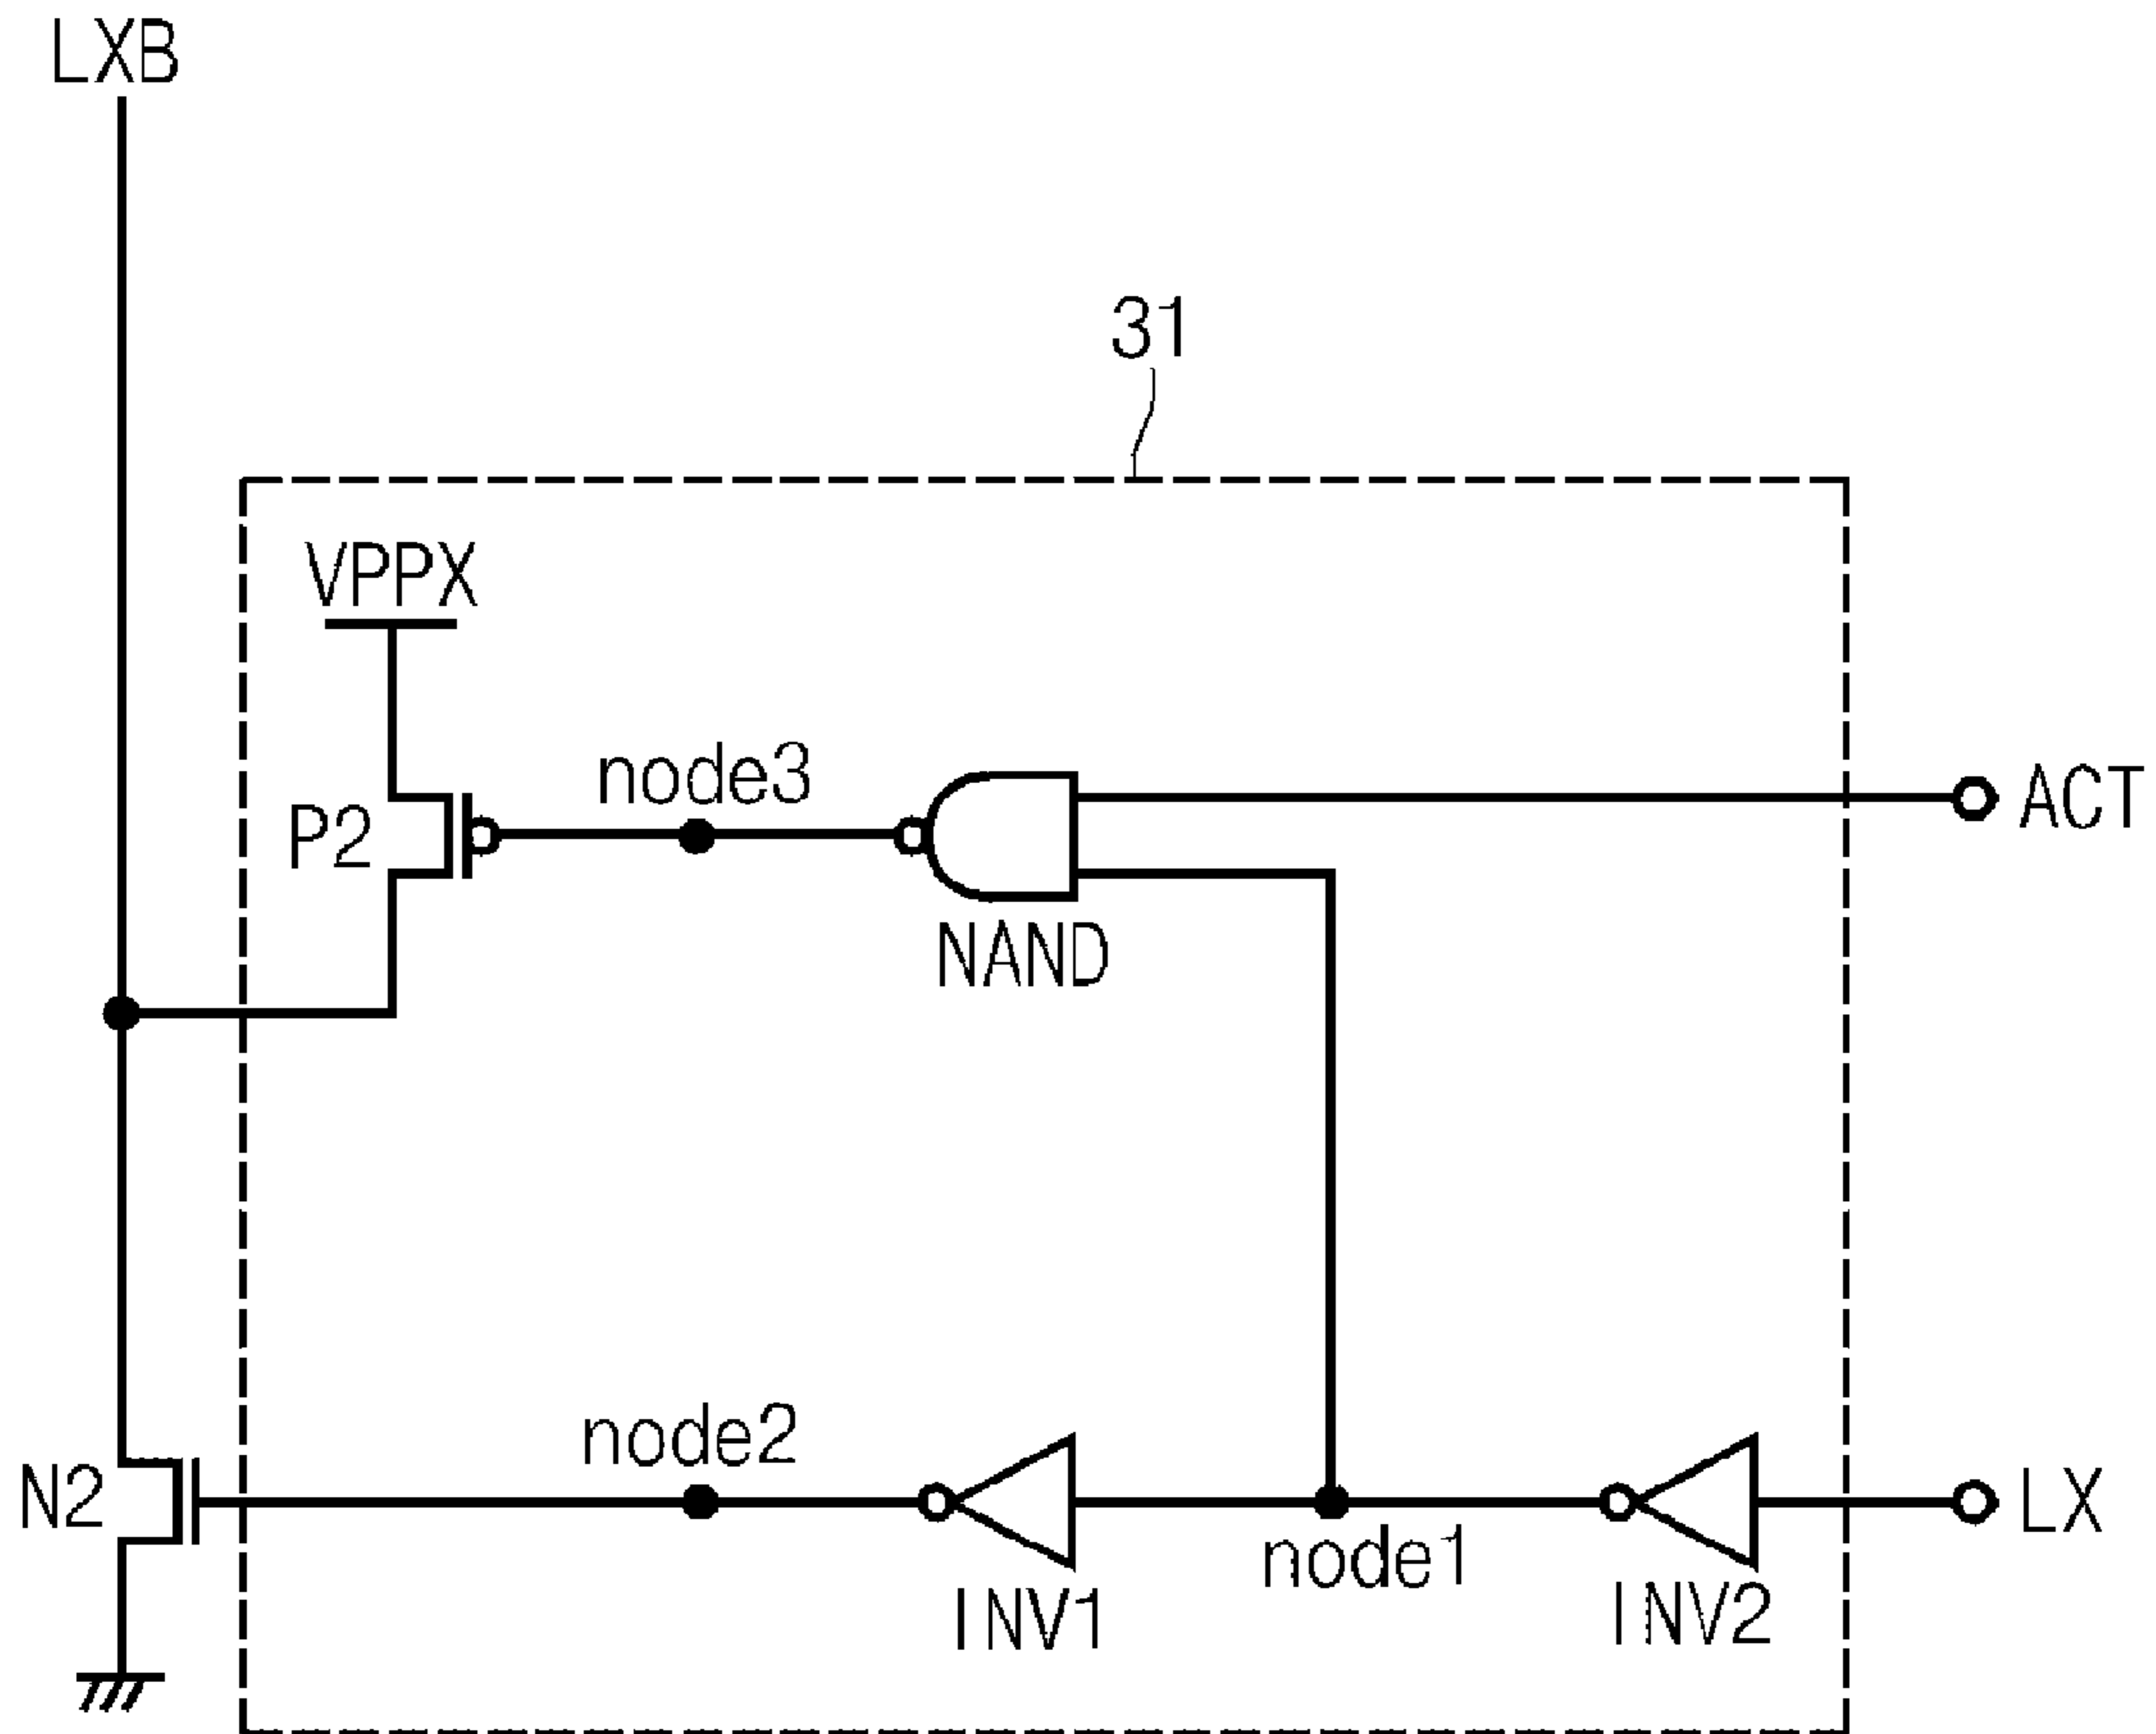 LXB
31
VPPX
node3
P2
ACT
NAND
node2
N2
LX
node1
INV1
INV2